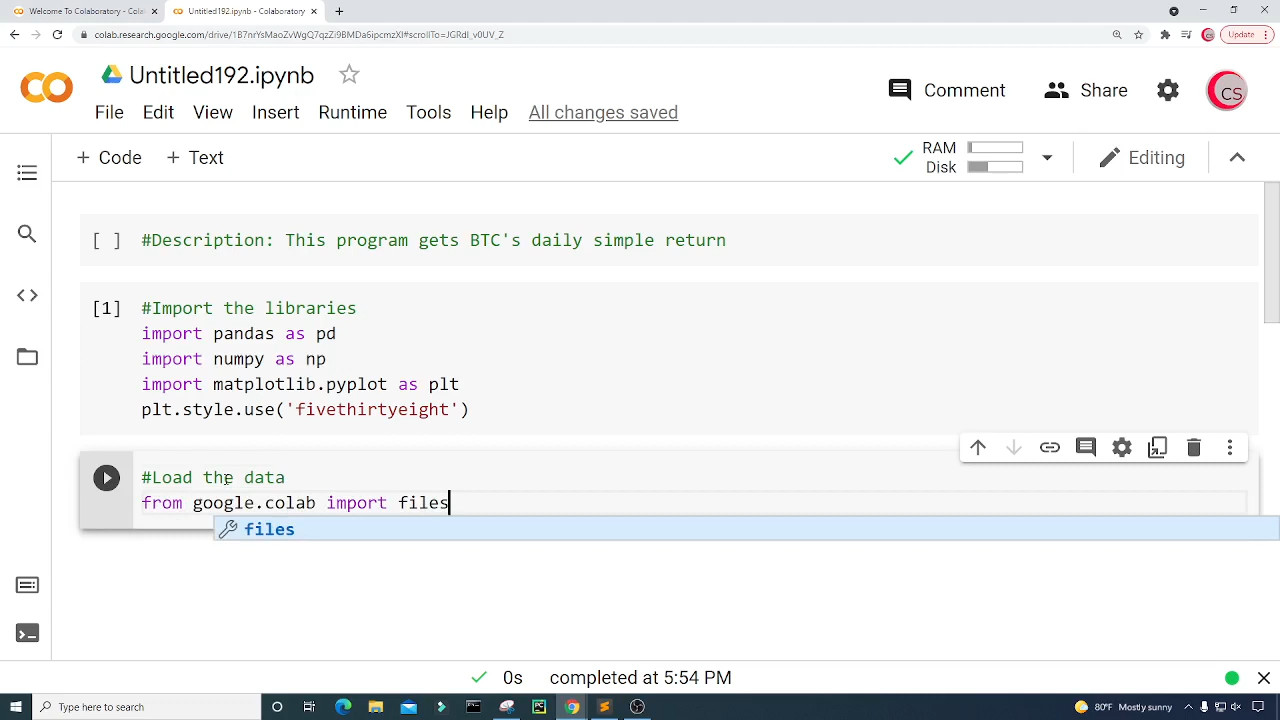 Welcome To Colaboratory - Colab
Untitled192.ipynb - Colaboratory
colab.research.google.com/drive/1B7nrYsMaoZvWgQ7qzZi9BMDa6ipcmzXI#scrollTo=JGRdI_v0UV_Z
Update
Untitled192.ipynb
File Edit View Insert Runtime Tools Help All changes saved
Comment Share CS
+ Code + Text
RAM
Disk
Editing
[ ] #Description: This program gets BTC's daily simple return
[1] #Import the libraries
import pandas as pd
import numpy as np
import matplotlib.pyplot as plt
plt.style.use('fivethirtyeight')
#Load the data
from google.colab import files
files
0s completed at 5:54 PM
Type here to search
80°F Mostly sunny